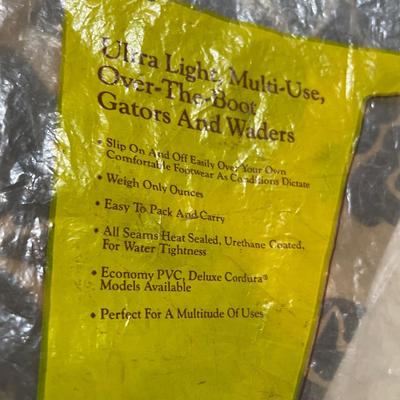 Ultra Light, Multi-Use,
Over-The-Boot
Gators And Waders
• Slip On And Off Easily Over Your Own
Comfortable Footwear As Conditions Dictate
• Weigh Only Ounces
• Easy To Pack And Carry
• All Seams Heat Sealed, Urethane Coated,
For Water Tightness
• Economy PVC, Deluxe Cordura®
Models Available
• Perfect For A Multitude Of Uses